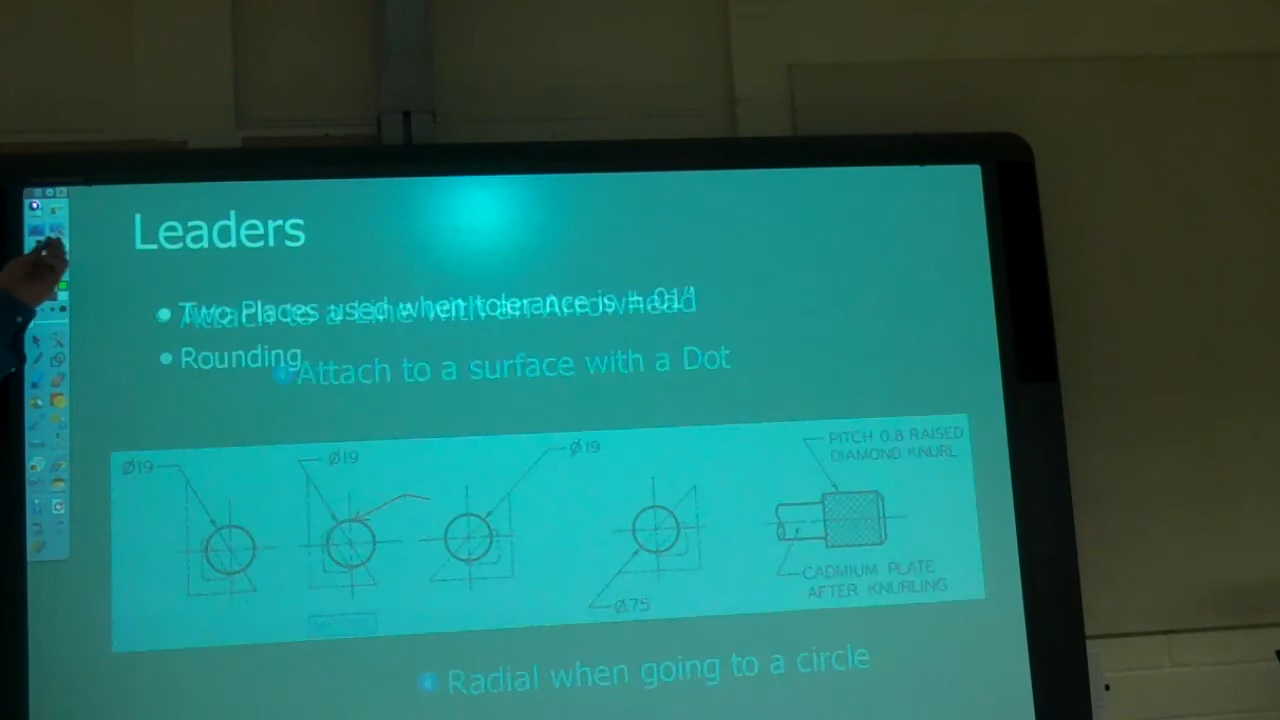 Leaders
Two Places used when tolerance is ± .01"
Attach to a Line with an Arrowhead
Rounding
Attach to a surface with a Dot
Ø19
Ø19
Ø19
PITCH 0.8 RAISED
DIAMOND KNURL
CADMIUM PLATE
AFTER KNURLING
Ø.75
Radial when going to a circle